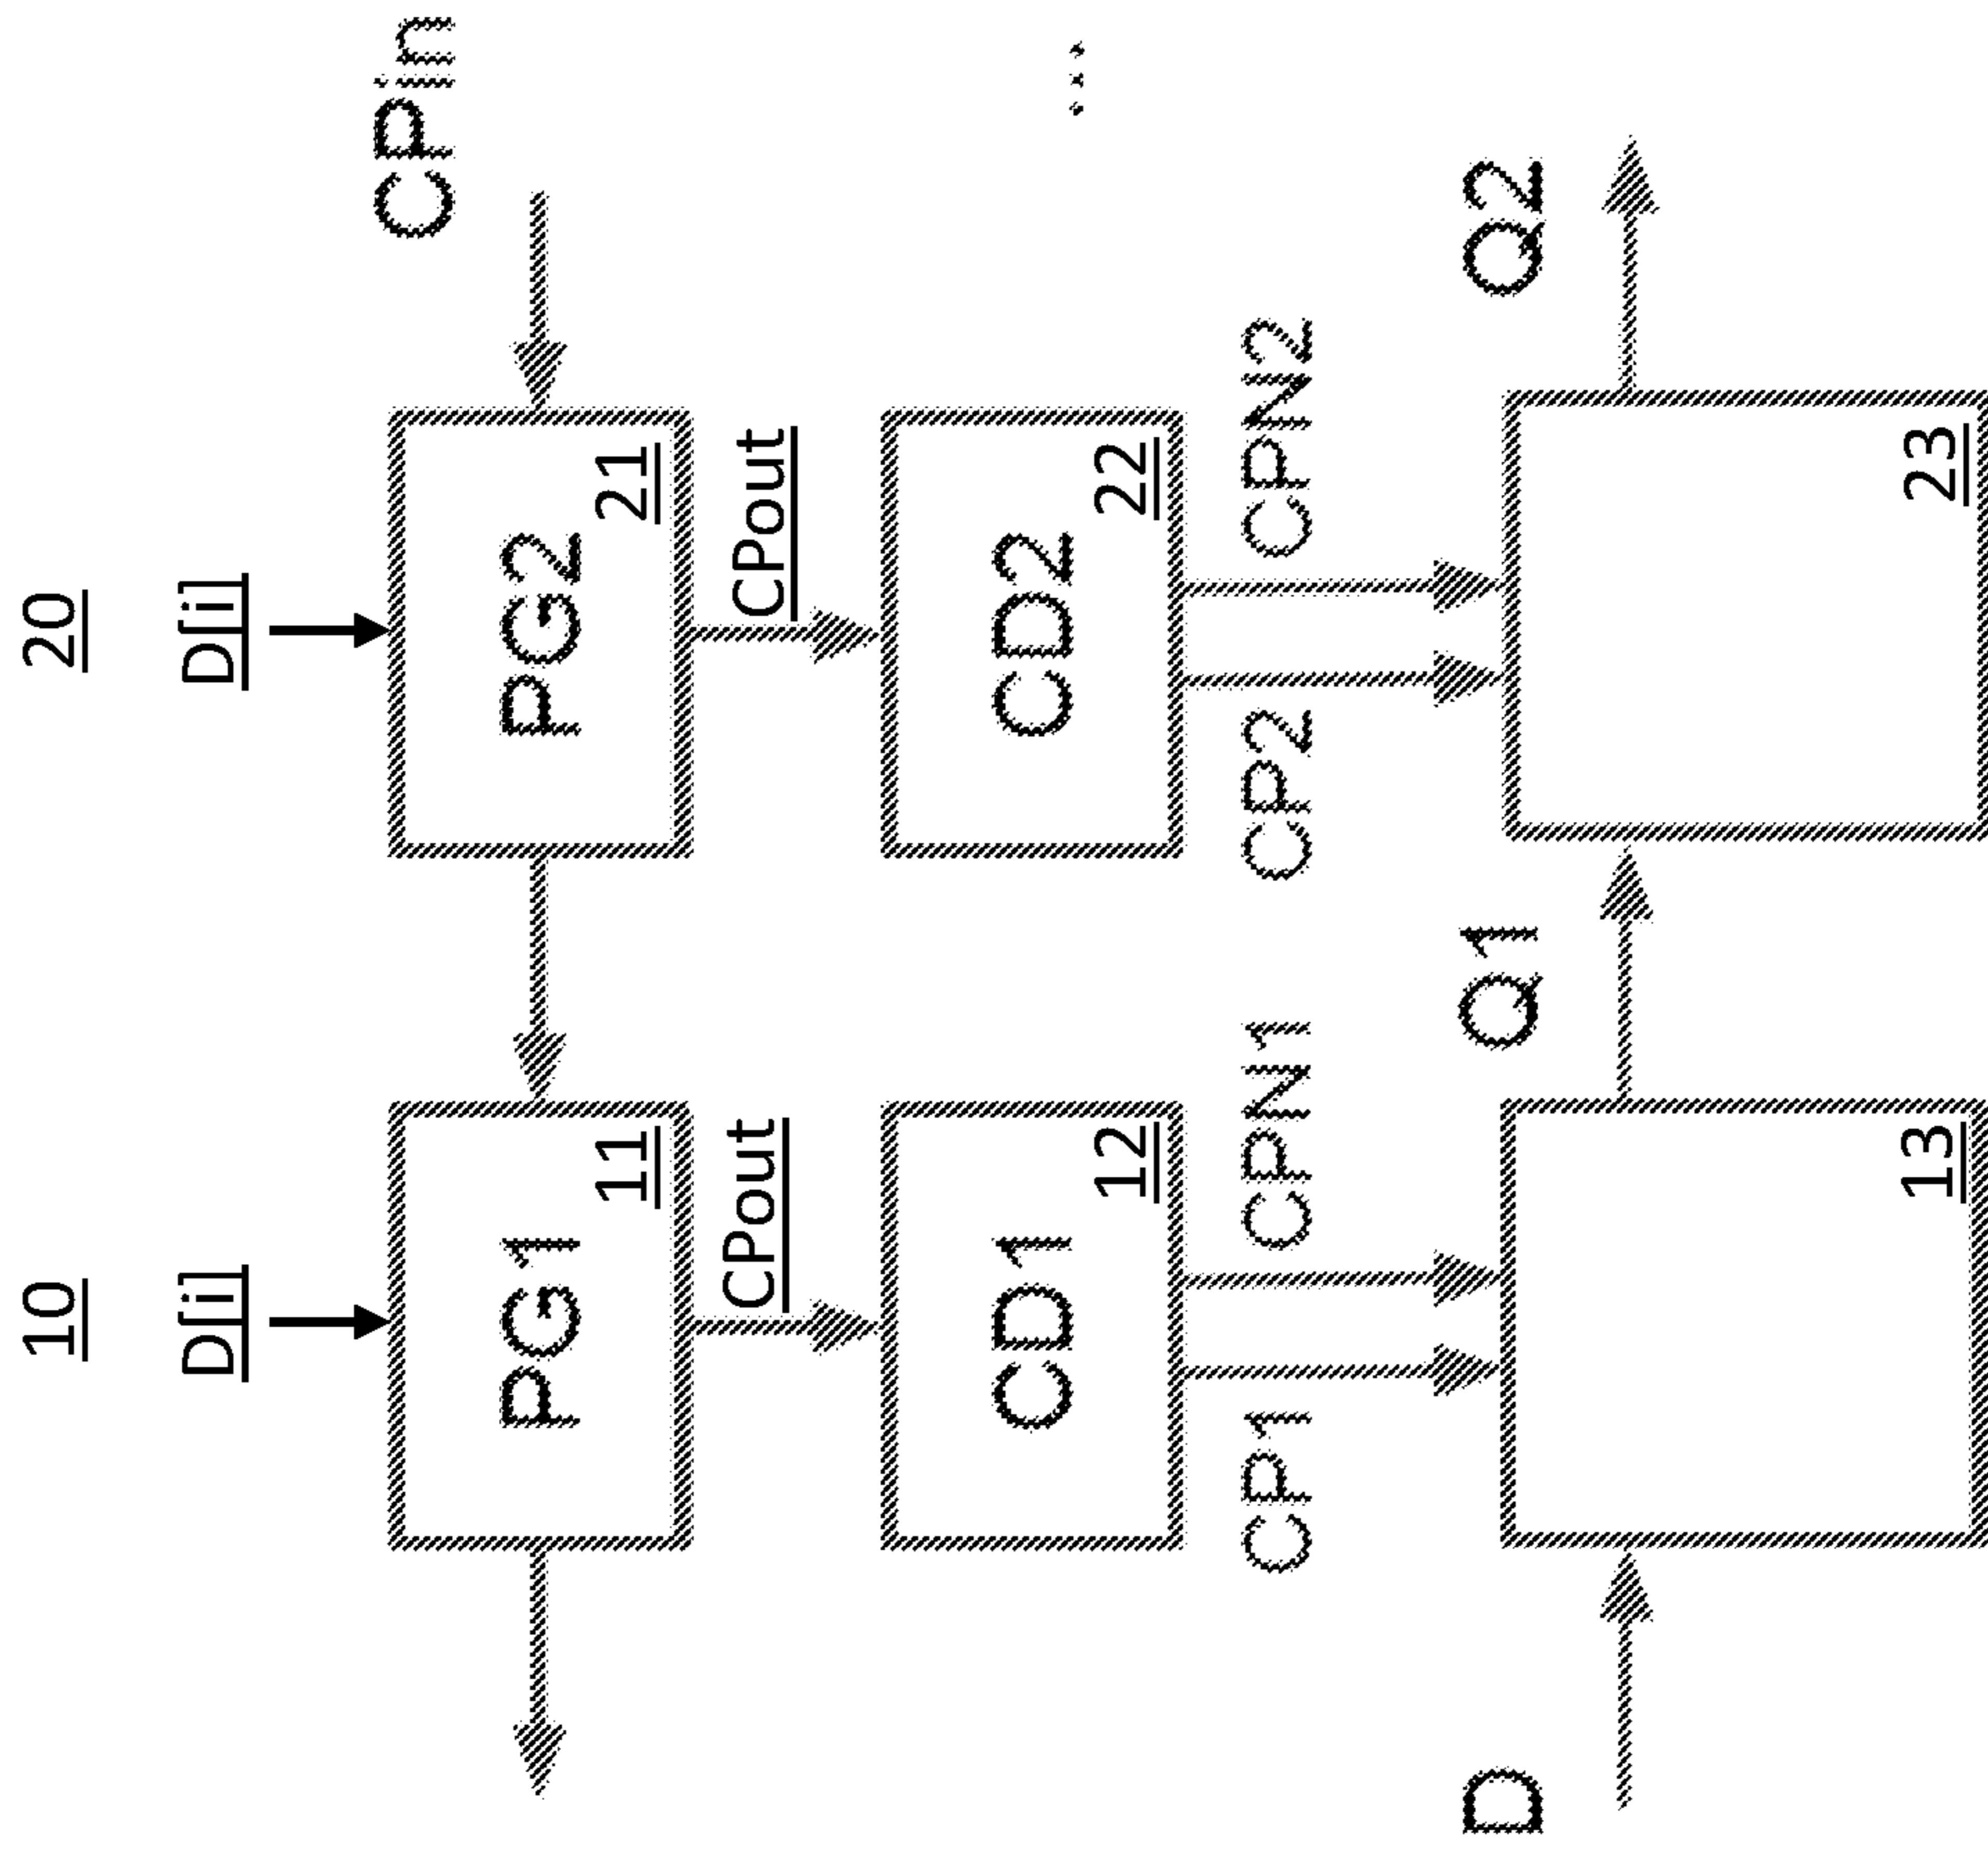 10
20
D[i]
D[i]
CPin
PG1
PG2
11
21
CPout
CPout
CD1
CD2
...
12
22
CP1
CPN1
CP2
CPN2
D
Q1
Q2
13
23